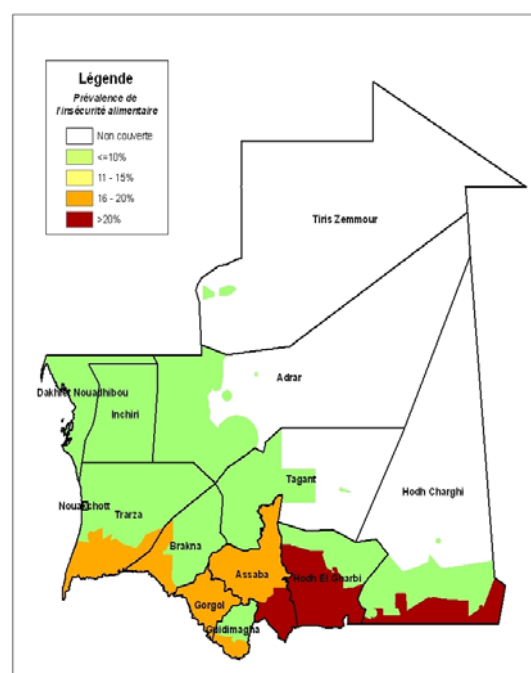 Légende
Prévalence de
l'insécurité alimentaire
Non couverte
<=10%
11 - 15%
16 - 20%
>20%
Tiris Zemmour
Adrar
Dakhlet Nouadhibou
Inchiri
Hodh Charghi
Tagant
Nouakchott
Trarza
Brakna
Assaba
Hodh El Gharbi
Gorgol
Guidimagha